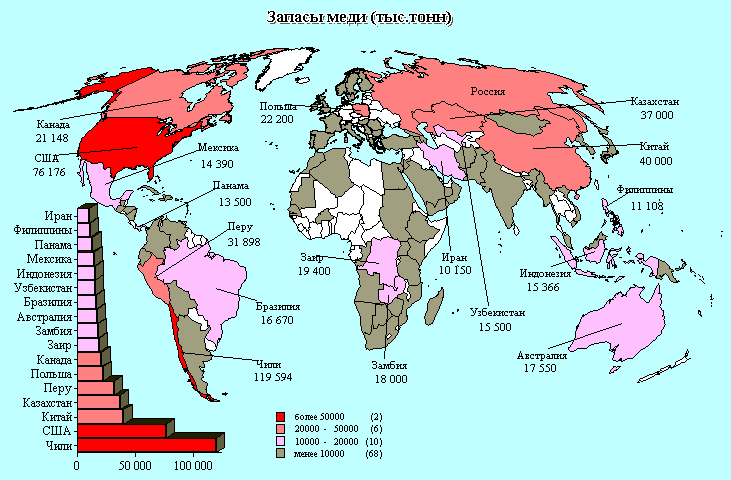 Запасы меди (тыс.тонн)
Россия
Казахстан
37 000
Польша
22 200
Канада
21 148
Мексика
14 390
Китай
40 000
США
76 176
Панама
13 500
Филиппины
11 108
Перу
31 898
Заир
19 400
Иран
10 150
Индонезия
15 366
Бразилия
16 670
Узбекистан
15 500
Австралия
17 550
Чили
119 594
Замбия
18 000
Иран
Филиппины
Панама
Мексика
Индонезия
Узбекистан
Бразилия
Австралия
Замбия
Заир
Канада
Польша
Перу
Казахстан
Китай
США
Чили
0 50 000 100 000
более 50000 (2)
20000 - 50000 (6)
10000 - 20000 (10)
менее 10000 (68)